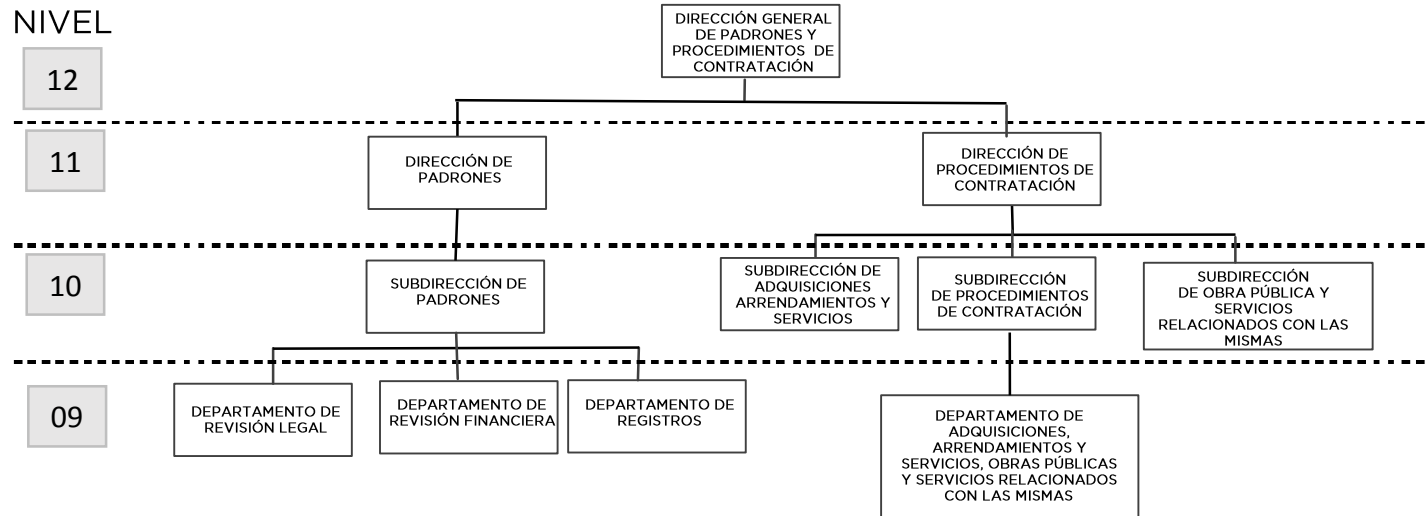 NIVEL
12
DIRECCIÓN GENERAL
DE PADRONES Y
PROCEDIMIENTOS DE
CONTRATACIÓN
11
DIRECCIÓN DE
PADRONES
DIRECCIÓN DE
PROCEDIMIENTOS DE
CONTRATACIÓN
10
SUBDIRECCIÓN DE
PADRONES
SUBDIRECCIÓN DE
ADQUISICIONES
ARRENDAMIENTOS Y
SERVICIOS
SUBDIRECCIÓN
DE PROCEDIMIENTOS
DE CONTRATACIÓN
SUBDIRECCIÓN
DE OBRA PÚBLICA Y
SERVICIOS
RELACIONADOS CON LAS
MISMAS
09
DEPARTAMENTO DE
REVISIÓN LEGAL
DEPARTAMENTO DE
REVISIÓN FINANCIERA
DEPARTAMENTO DE
REGISTROS
DEPARTAMENTO DE
ADQUISICIONES,
ARRENDAMIENTOS Y
SERVICIOS, OBRAS PÚBLICAS
Y SERVICIOS RELACIONADOS
CON LAS MISMAS